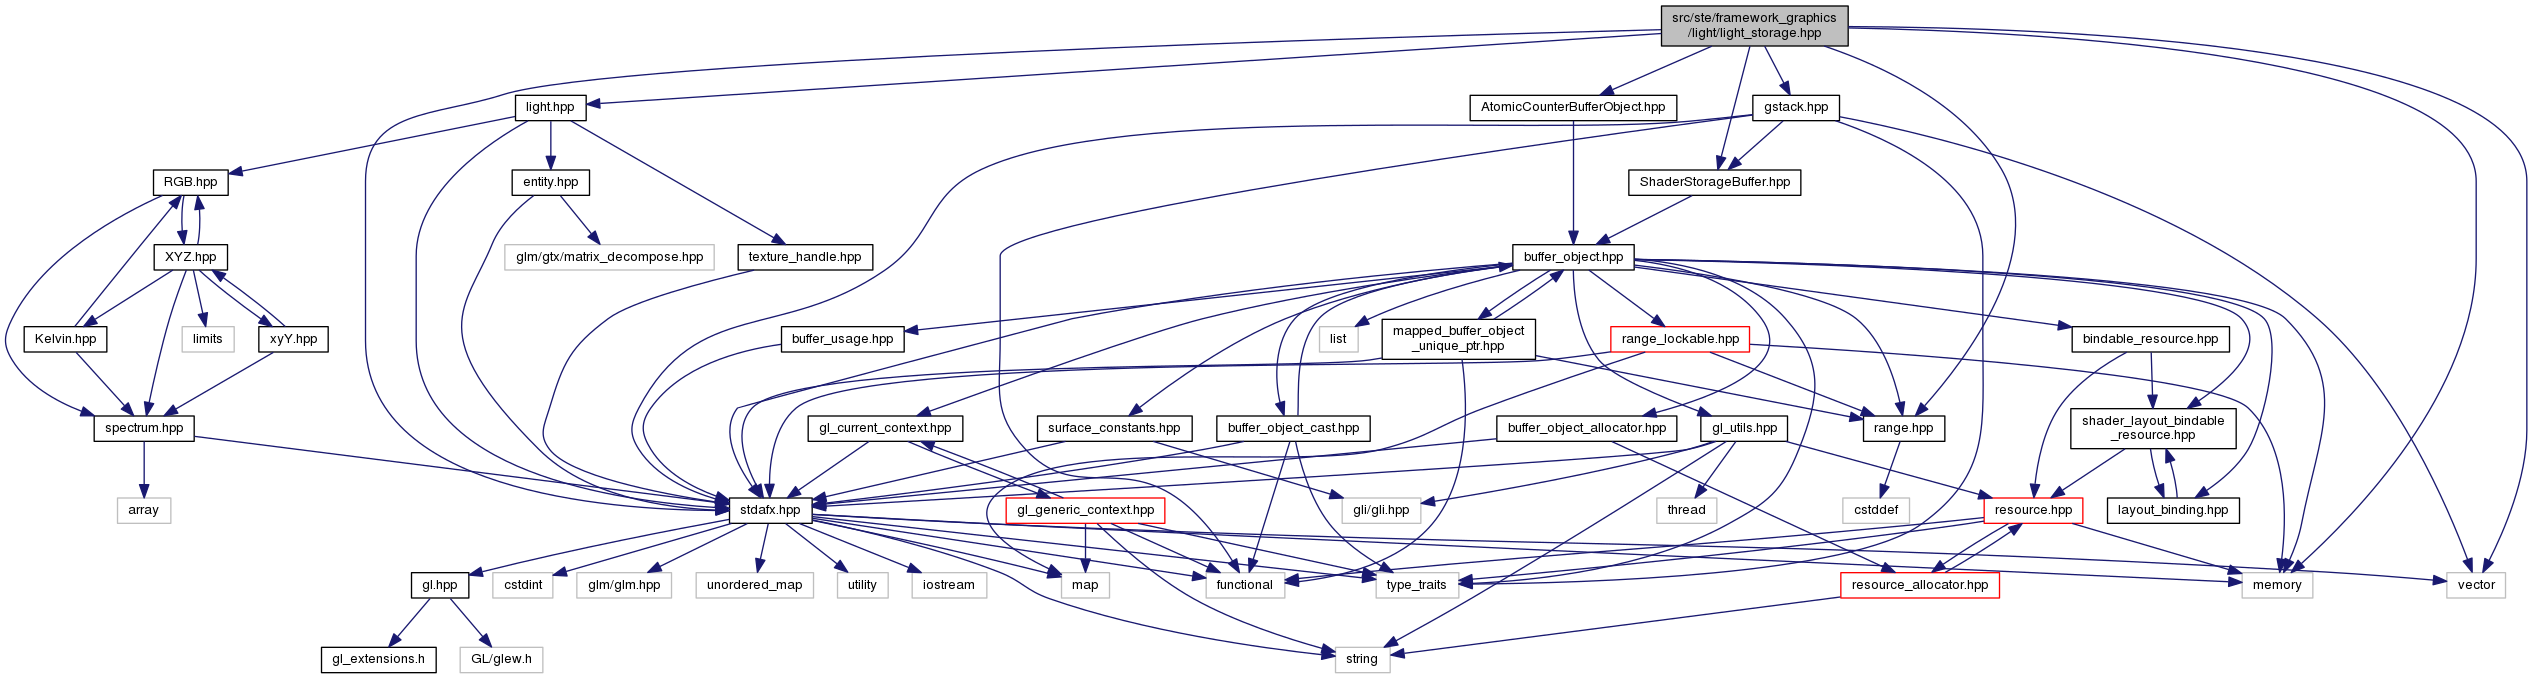 src/ste/framework_graphics
/light/light_storage.hpp
light.hpp
AtomicCounterBufferObject.hpp
gstack.hpp
RGB.hpp
entity.hpp
ShaderStorageBuffer.hpp
XYZ.hpp
glm/gtx/matrix_decompose.hpp
texture_handle.hpp
buffer_object.hpp
Kelvin.hpp
limits
xyY.hpp
buffer_usage.hpp
list
mapped_buffer_object
_unique_ptr.hpp
range_lockable.hpp
bindable_resource.hpp
spectrum.hpp
gl_current_context.hpp
surface_constants.hpp
buffer_object_cast.hpp
buffer_object_allocator.hpp
gl_utils.hpp
range.hpp
shader_layout_bindable
_resource.hpp
array
stdafx.hpp
gl_generic_context.hpp
gli/gli.hpp
thread
cstddef
resource.hpp
layout_binding.hpp
gl.hpp
cstdint
glm/glm.hpp
unordered_map
utility
iostream
map
functional
type_traits
resource_allocator.hpp
memory
vector
gl_extensions.h
GL/glew.h
string